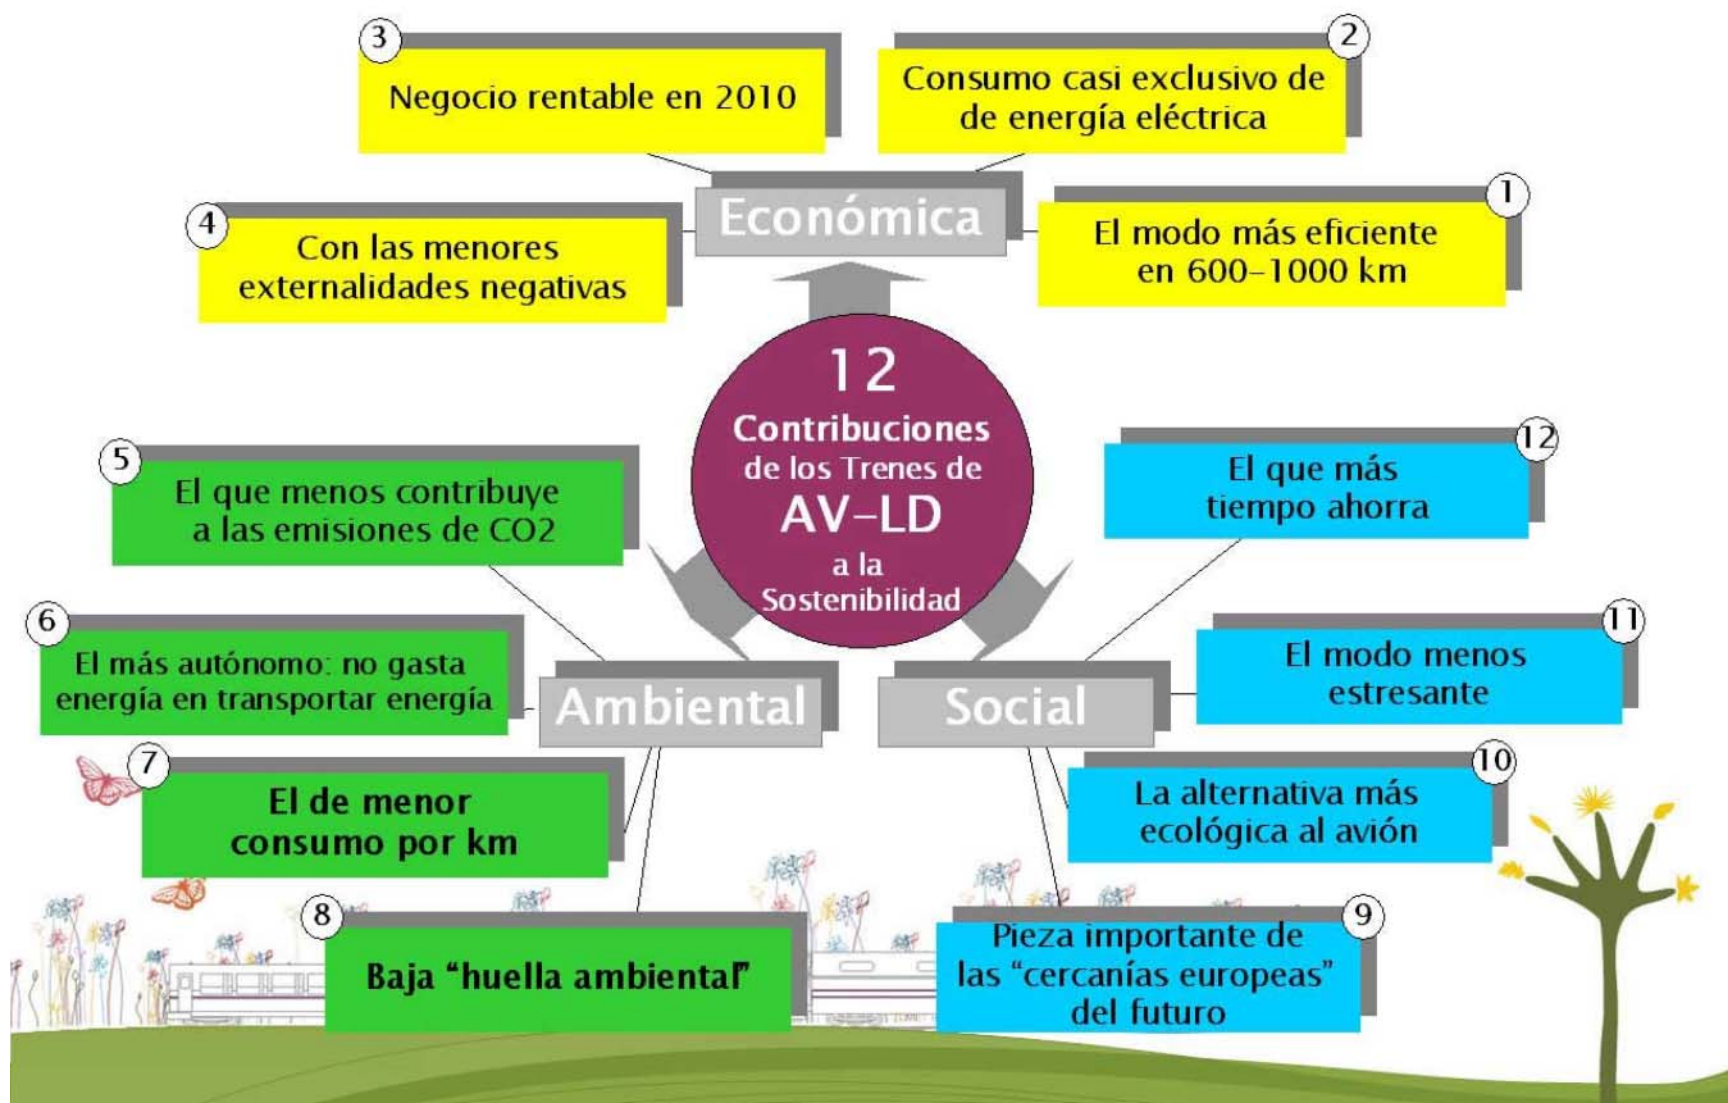 3
Negocio rentable en 2010
2
Consumo casi exclusivo de
de energía eléctrica
4
Con las menores
externalidades negativas
Económica
1
El modo más eficiente
en 600-1000 km
12
Contribuciones
de los Trenes de
AV-LD
a la
Sostenibilidad
5
El que menos contribuye
a las emisiones de CO2
12
El que más
tiempo ahorra
6
El más autónomo: no gasta
energía en transportar energía
Ambiental
Social
11
El modo menos
estresante
7
El de menor
consumo por km
10
La alternativa más
ecológica al avión
8
Baja “huella ambiental”
9
Pieza importante de
las “cercanías europeas”
del futuro